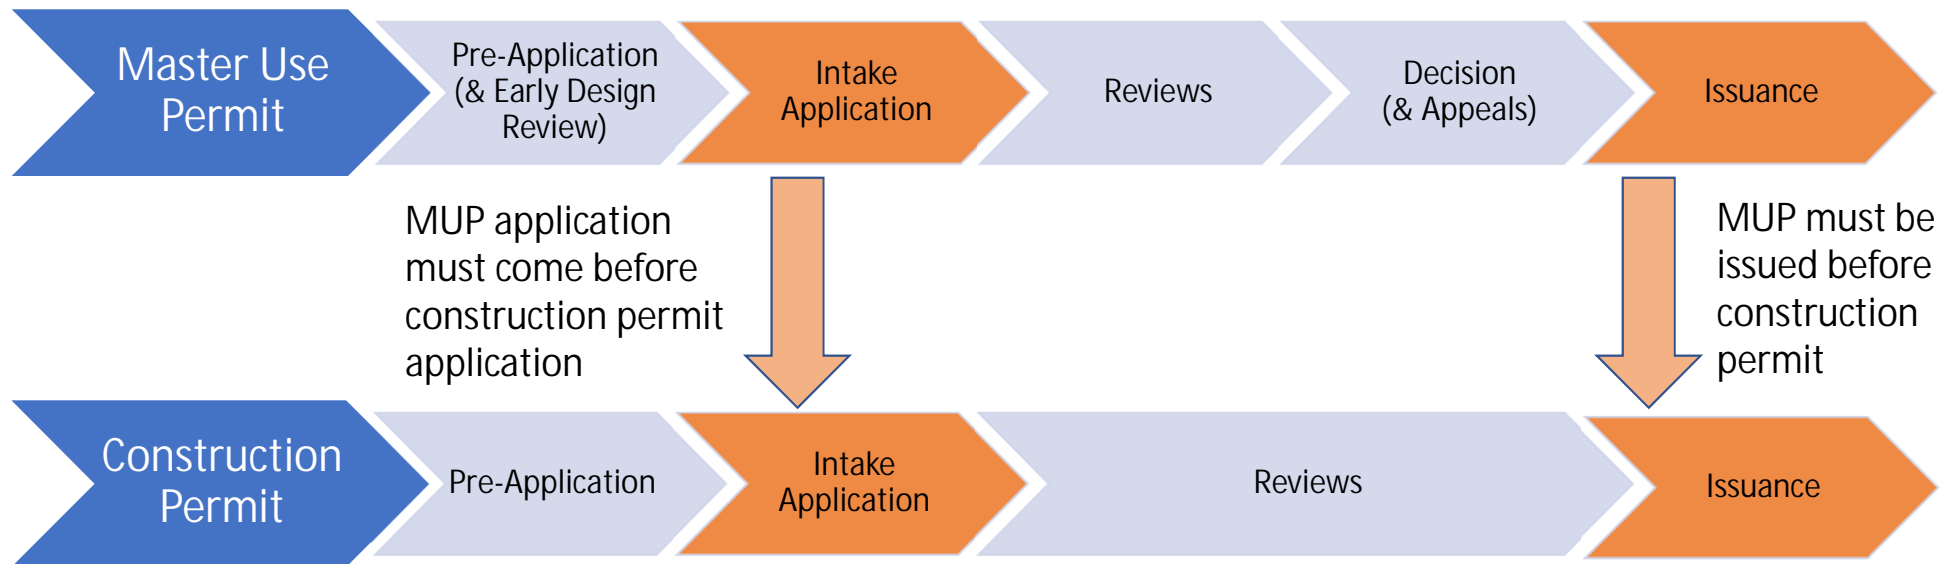 Master Use
Permit
Pre-Application
(& Early Design
Review)
Intake
Application
Reviews
Decision
(& Appeals)
Issuance
MUP application
must come before
construction permit
application
MUP must be
issued before
construction
permit
Construction
Permit
Pre-Application
Intake
Application
Reviews
Issuance